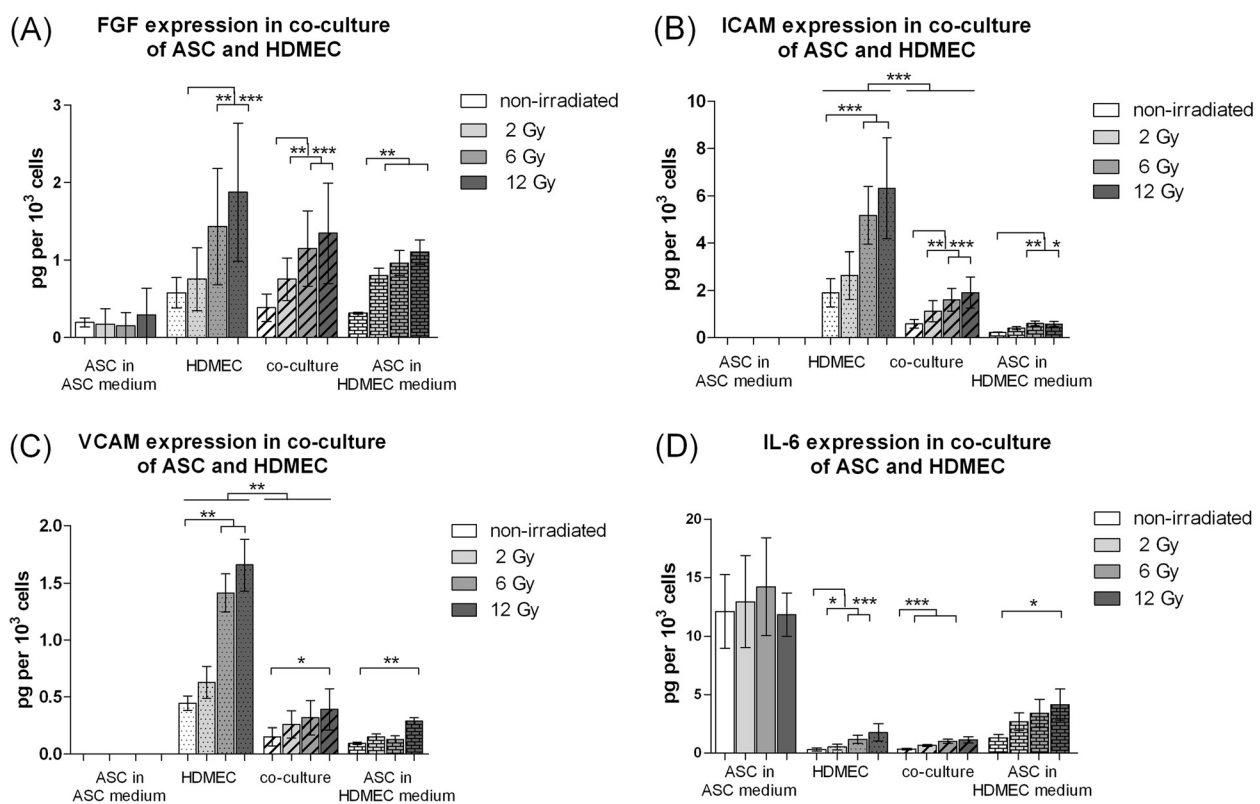 (A)
FGF expression in co-culture
of ASC and HDMEC
pg per 10³ cells
3
2
1
0
** ***
** ***
**
non-irradiated
2 Gy
6 Gy
12 Gy
ASC in
ASC medium
HDMEC
co-culture
ASC in
HDMEC medium
(B)
ICAM expression in co-culture
of ASC and HDMEC
pg per 10³ cells
10
8
6
4
2
0
***
***
** ***
** *
non-irradiated
2 Gy
6 Gy
12 Gy
ASC in
ASC medium
HDMEC
co-culture
ASC in
HDMEC medium
(C)
VCAM expression in co-culture
of ASC and HDMEC
pg per 10³ cells
2.0
1.5
1.0
0.5
0.0
**
**
*
**
non-irradiated
2 Gy
6 Gy
12 Gy
ASC in
ASC medium
HDMEC
co-culture
ASC in
HDMEC medium
(D)
IL-6 expression in co-culture
of ASC and HDMEC
pg per 10³ cells
20
15
10
5
0
* ***
***
*
non-irradiated
2 Gy
6 Gy
12 Gy
ASC in
ASC medium
HDMEC
co-culture
ASC in
HDMEC medium